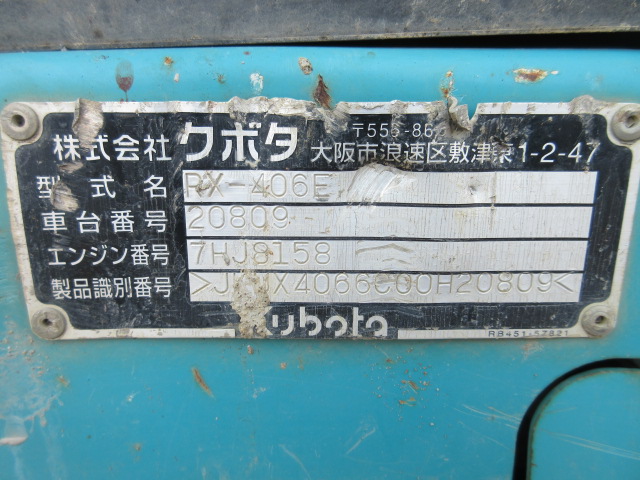 株式会社 クボタ 〒556-86
大阪市浪速区敷津東1-2-47
型式名 RX-406E
車台番号 20809
エンジン番号 7HJ8158
製品識別番号
Kubota
RB451-57821